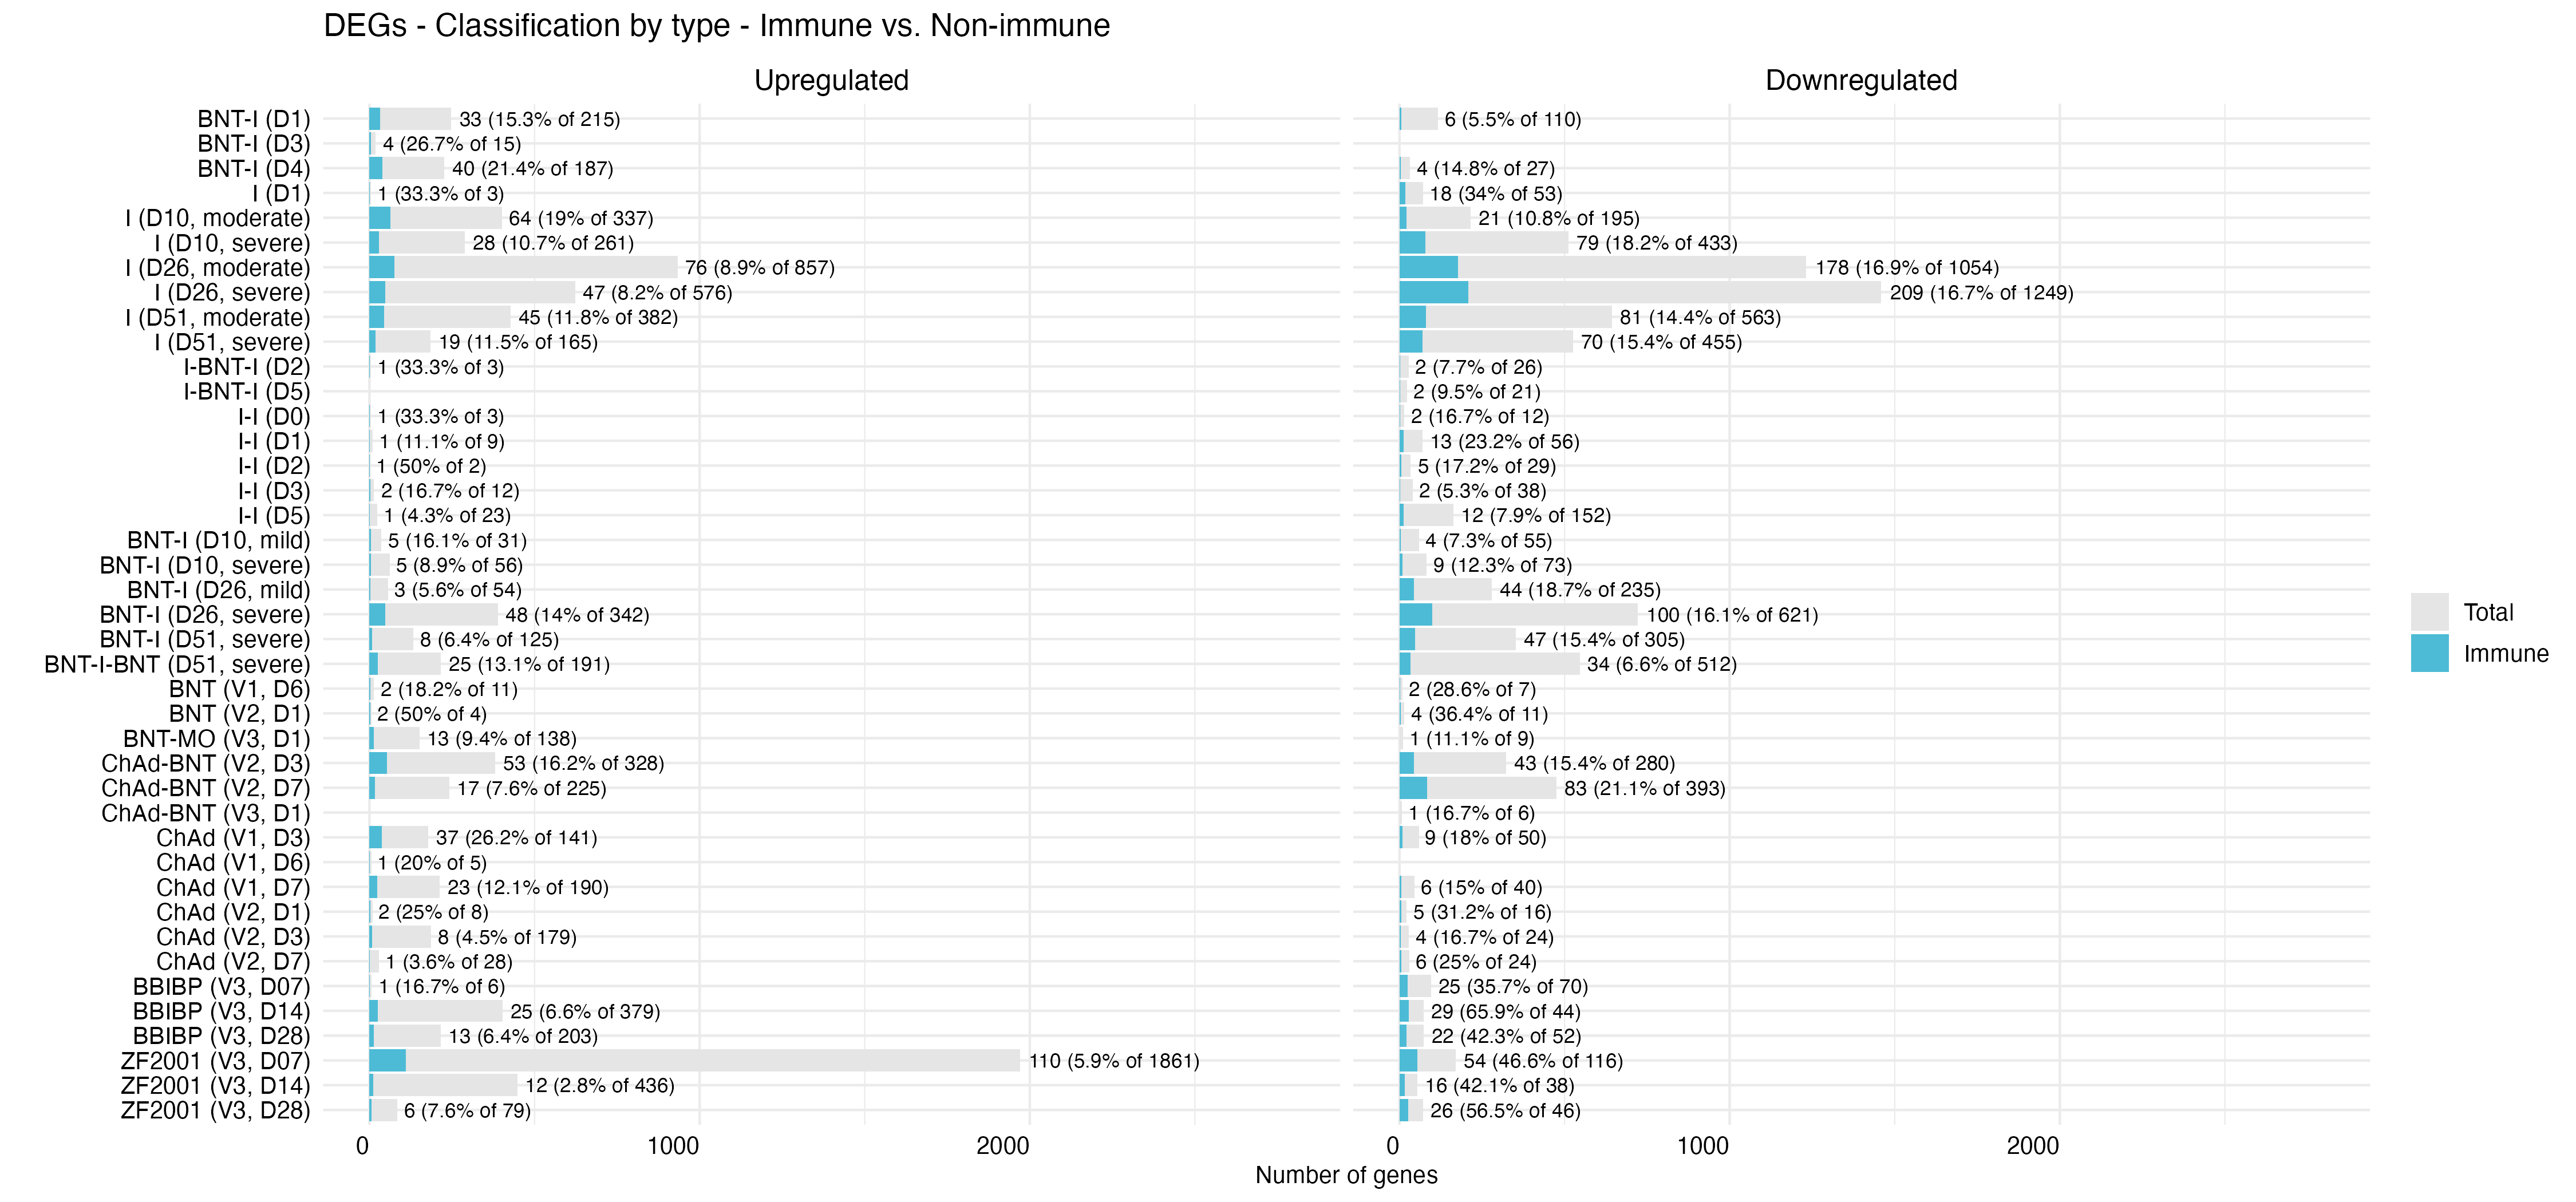 DEGs - Classification by type - Immune vs. Non-immune
Upregulated
Downregulated
BNT-I (D1) 33 (15.3% of 215) 6 (5.5% of 110)
BNT-I (D3) 4 (26.7% of 15)
BNT-I (D4) 40 (21.4% of 187) 4 (14.8% of 27)
I (D1) 1 (33.3% of 3) 18 (34% of 53)
I (D10, moderate) 64 (19% of 337) 21 (10.8% of 195)
I (D10, severe) 28 (10.7% of 261) 79 (18.2% of 433)
I (D26, moderate) 76 (8.9% of 857) 178 (16.9% of 1054)
I (D26, severe) 47 (8.2% of 576) 209 (16.7% of 1249)
I (D51, moderate) 45 (11.8% of 382) 81 (14.4% of 563)
I (D51, severe) 19 (11.5% of 165) 70 (15.4% of 455)
I-BNT-I (D2) 1 (33.3% of 3) 2 (7.7% of 26)
I-BNT-I (D5) 2 (9.5% of 21)
I-I (D0) 1 (33.3% of 3) 2 (16.7% of 12)
I-I (D1) 1 (11.1% of 9) 13 (23.2% of 56)
I-I (D2) 1 (50% of 2) 5 (17.2% of 29)
I-I (D3) 2 (16.7% of 12) 2 (5.3% of 38)
I-I (D5) 1 (4.3% of 23) 12 (7.9% of 152)
BNT-I (D10, mild) 5 (16.1% of 31) 4 (7.3% of 55)
BNT-I (D10, severe) 5 (8.9% of 56) 9 (12.3% of 73)
BNT-I (D26, mild) 3 (5.6% of 54) 44 (18.7% of 235)
BNT-I (D26, severe) 48 (14% of 342) 100 (16.1% of 621)
BNT-I (D51, severe) 8 (6.4% of 125) 47 (15.4% of 305)
BNT-I-BNT (D51, severe) 25 (13.1% of 191) 34 (6.6% of 512)
BNT (V1, D6) 2 (18.2% of 11) 2 (28.6% of 7)
BNT (V2, D1) 2 (50% of 4) 4 (36.4% of 11)
BNT-MO (V3, D1) 13 (9.4% of 138) 1 (11.1% of 9)
ChAd-BNT (V2, D3) 53 (16.2% of 328) 43 (15.4% of 280)
ChAd-BNT (V2, D7) 17 (7.6% of 225) 83 (21.1% of 393)
ChAd-BNT (V3, D1) 1 (16.7% of 6)
ChAd (V1, D3) 37 (26.2% of 141) 9 (18% of 50)
ChAd (V1, D6) 1 (20% of 5)
ChAd (V1, D7) 23 (12.1% of 190) 6 (15% of 40)
ChAd (V2, D1) 2 (25% of 8) 5 (31.2% of 16)
ChAd (V2, D3) 8 (4.5% of 179) 4 (16.7% of 24)
ChAd (V2, D7) 1 (3.6% of 28) 6 (25% of 24)
BBIBP (V3, D07) 1 (16.7% of 6) 25 (35.7% of 70)
BBIBP (V3, D14) 25 (6.6% of 379) 29 (65.9% of 44)
BBIBP (V3, D28) 13 (6.4% of 203) 22 (42.3% of 52)
ZF2001 (V3, D07) 110 (5.9% of 1861) 54 (46.6% of 116)
ZF2001 (V3, D14) 12 (2.8% of 436) 16 (42.1% of 38)
ZF2001 (V3, D28) 6 (7.6% of 79) 26 (56.5% of 46)
0 1000 2000 0 1000 2000
Number of genes
Total
Immune